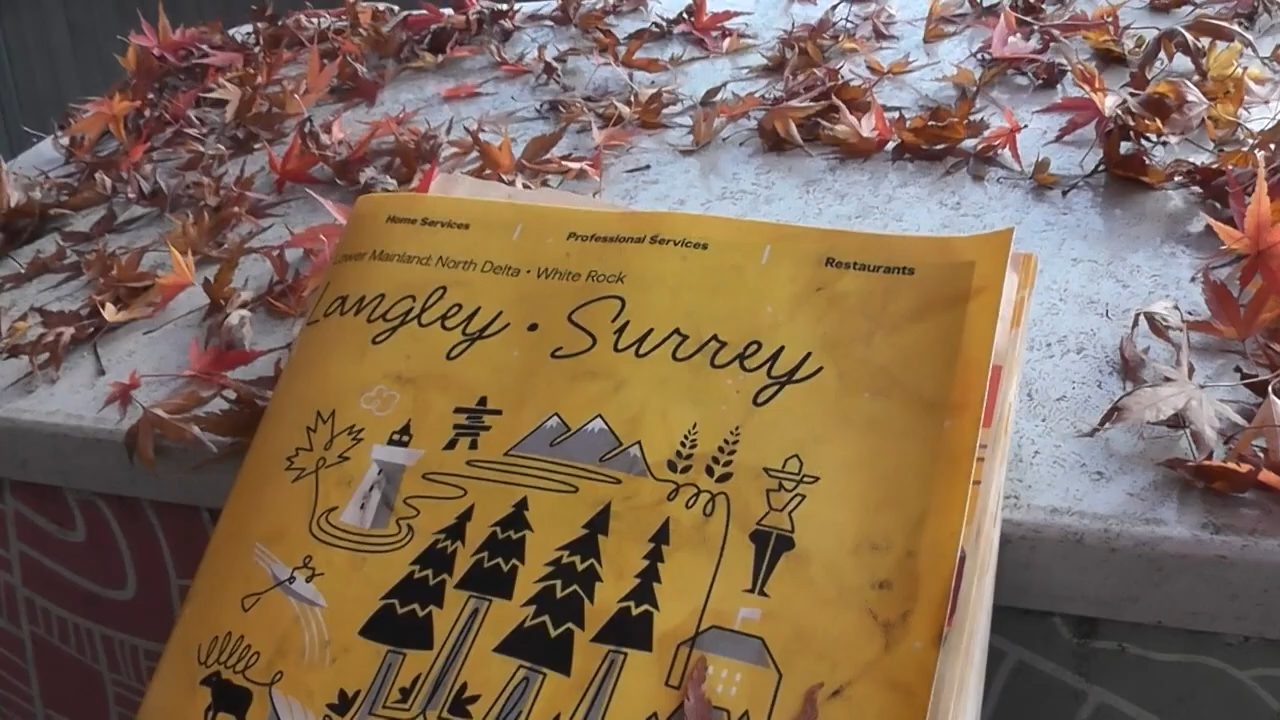 Home Services | Professional Services | Restaurants
Lower Mainland: North Delta • White Rock
Langley • Surrey